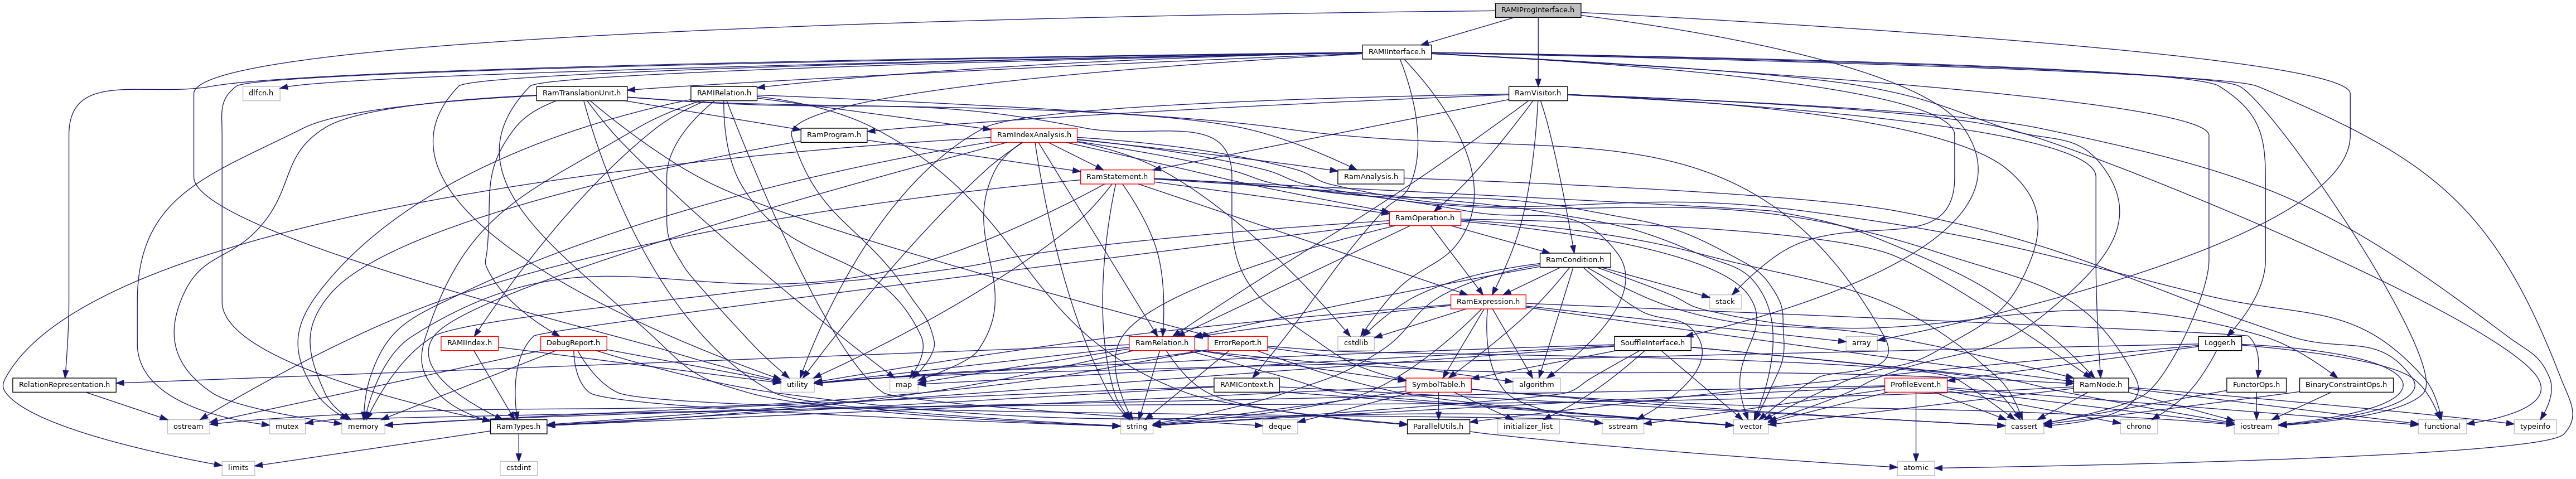 RAMIProgInterface.h
RAMIInterface.h
dlfcn.h
RamTranslationUnit.h
RAMIRelation.h
RamVisitor.h
RamProgram.h
RamIndexAnalysis.h
RamStatement.h
RamAnalysis.h
RamOperation.h
RamCondition.h
RamExpression.h
stack
RAMIIndex.h
DebugReport.h
RamRelation.h
ErrorReport.h
cstdlib
SouffleInterface.h
array
Logger.h
RelationRepresentation.h
utility
map
RAMIContext.h
SymbolTable.h
algorithm
ProfileEvent.h
RamNode.h
FunctorOps.h
BinaryConstraintOps.h
ostream
mutex
memory
RamTypes.h
deque
string
ParallelUtils.h
initializer_list
sstream
vector
cassert
chrono
iostream
functional
typeinfo
limits
cstdint
atomic